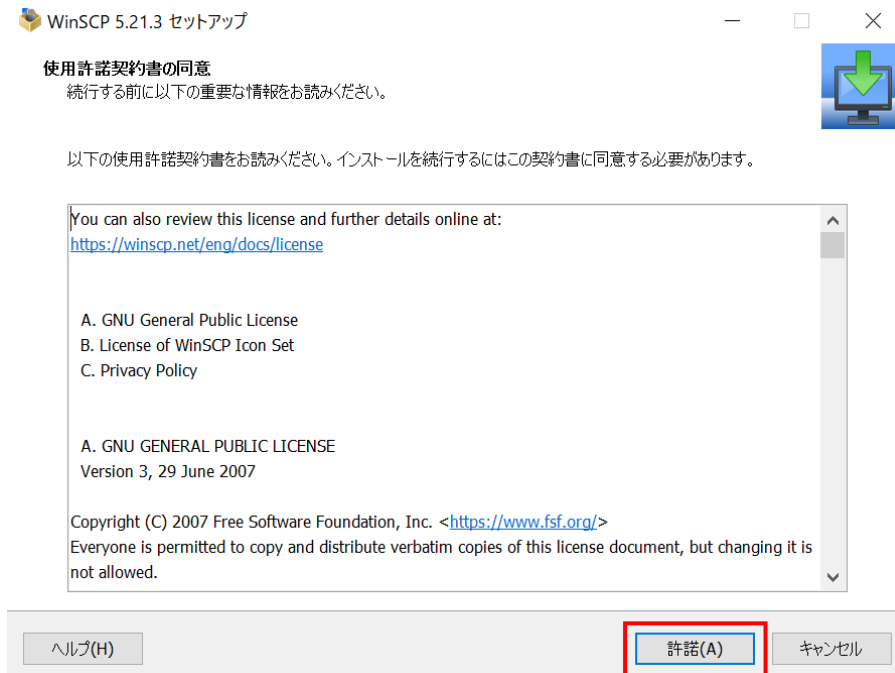 WinSCP 5.21.3 セットアップ
使用許諾契約書の同意
続行する前に以下の重要な情報をお読みください。
以下の使用許諾契約書をお読みください。インストールを続行するにはこの契約書に同意する必要があります。
You can also review this license and further details online at:
https://winscp.net/eng/docs/license
A. GNU General Public License
B. License of WinSCP Icon Set
C. Privacy Policy
A. GNU GENERAL PUBLIC LICENSE
Version 3, 29 June 2007
Copyright (C) 2007 Free Software Foundation, Inc. <https://www.fsf.org/>
Everyone is permitted to copy and distribute verbatim copies of this license document, but changing it is
not allowed.
ヘルプ(H)
許諾(A)
キャンセル